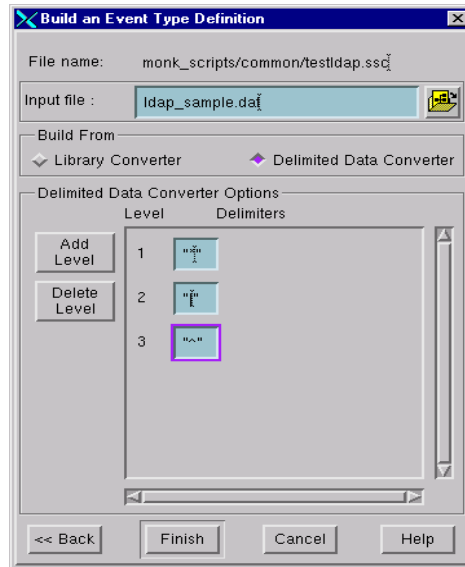 Build an Event Type Definition
File name: monk_scripts/common/testldap.ssc
Input file : ldap_sample.dat
Build From
Library Converter Delimited Data Converter
Delimited Data Converter Options
Level Delimiters
Add Level
1
Delete Level
2
3 "^"
<< Back Finish Cancel Help